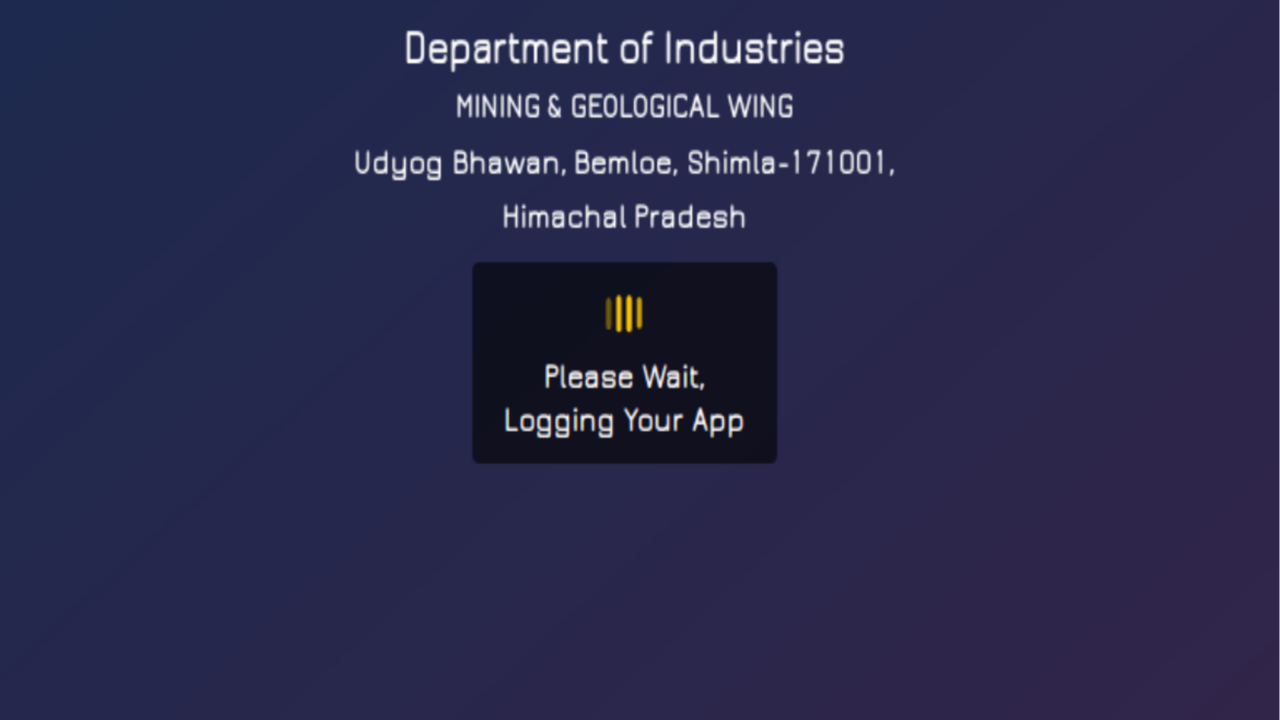 Department of Industries
MINING & GEOLOGICAL WING
Udyog Bhawan, Bemloe, Shimla-171001,
Himachal Pradesh
Please Wait,
Logging Your App